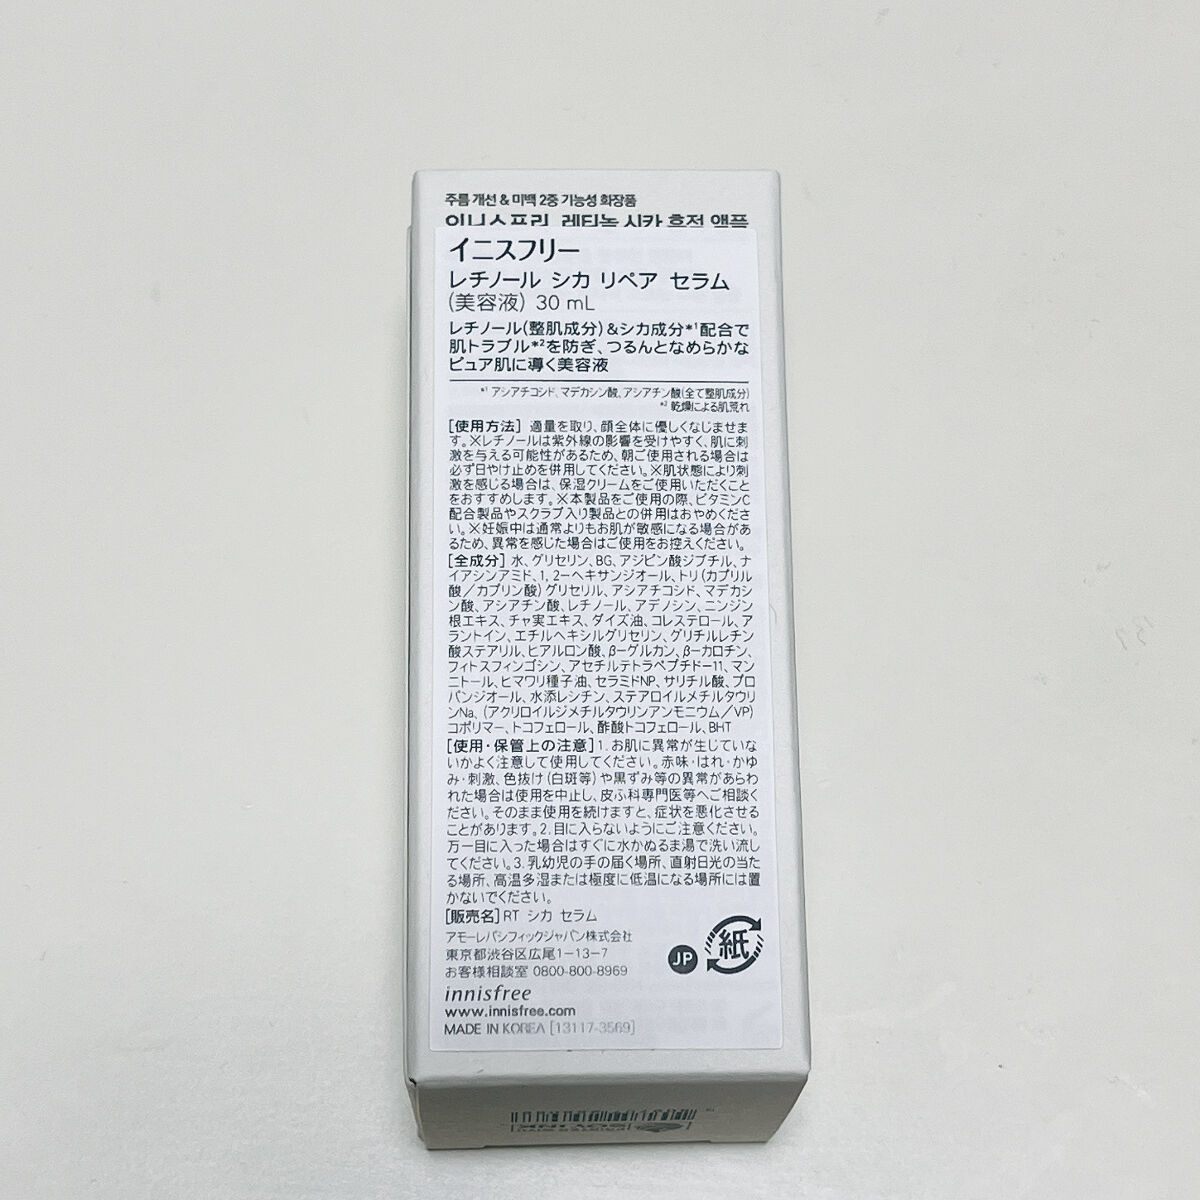 주름 개선 & 미백 2중 기능성 화장품
이니스프리 레티놀 시카 흔적 앰플
イニスフリー
レチノール シカ リペア セラム
(美容液) 30 mL
レチノール(整肌成分)&シカ成分*¹配合で
肌トラブル*²を防ぎ、つるんとなめらかな
ピュア肌に導く美容液
*¹ アシアチコシド、マデカシン酸、アシアチン酸(全て整肌成分)
*² 乾燥による肌荒れ
[使用方法] 適量を取り、顔全体に優しくなじませま
す。※レチノールは紫外線の影響を受けやすく、肌に刺
激を与える可能性があるため、朝ご使用される場合は
必ず日やけ止めを併用してください。※肌状態により刺
激を感じる場合は、保湿クリームをご使用いただくこと
をおすすめします。※本製品をご使用の際、ビタミンC
配合製品やスクラブ入り製品との併用はおやめくださ
い。※妊娠中は通常よりもお肌が敏感になる場合があ
るため、異常を感じた場合はご使用をお控えください。
[全成分] 水、グリセリン、BG、アジピン酸ジブチル、ナ
イアシンアミド、1,2-ヘキサンジオール、トリ(カプリル
酸/カプリン酸)グリセリル、アシアチコシド、マデカシ
ン酸、アシアチン酸、レチノール、アデノシン、ニンジン
根エキス、チャ実エキス、ダイズ油、コレステロール、ア
ラントイン、エチルヘキシルグリセリン、グリチルレチン
酸ステアリル、ヒアルロン酸、β-グルカン、β-カロチン、
フィトスフィンゴシン、アセチルテトラペプチド-11、マン
ニトール、ヒマワリ種子油、セラミドNP、サリチル酸、プロ
パンジオール、水添レシチン、ステアロイルメチルタウリ
ンNa、(アクリロイルジメチルタウリンアンモニウム/VP)
コポリマー、トコフェロール、酢酸トコフェロール、BHT
[使用・保管上の注意] 1. お肌に異常が生じていな
いかよく注意して使用してください。赤味・はれ・かゆ
み・刺激、色抜け(白斑等)や黒ずみ等の異常があらわ
れた場合は使用を中止し、皮ふ科専門医等へご相談く
ださい。そのまま使用を続けますと、症状を悪化させる
ことがあります。2. 目に入らないようにご注意ください。
万一目に入った場合はすぐに水かぬるま湯で洗い流し
てください。3. 乳幼児の手の届く場所、直射日光の当た
る場所、高温多湿または極度に低温になる場所には置
かないでください。
[販売名] RT シカ セラム
アモーレパシフィックジャパン株式会社
東京都渋谷区広尾1-13-7
お客様相談室 0800-800-8969
JP
紙
innisfree
www.innisfree.com
MADE IN KOREA [13117-3569]
PRINTED WITH
SOY INK